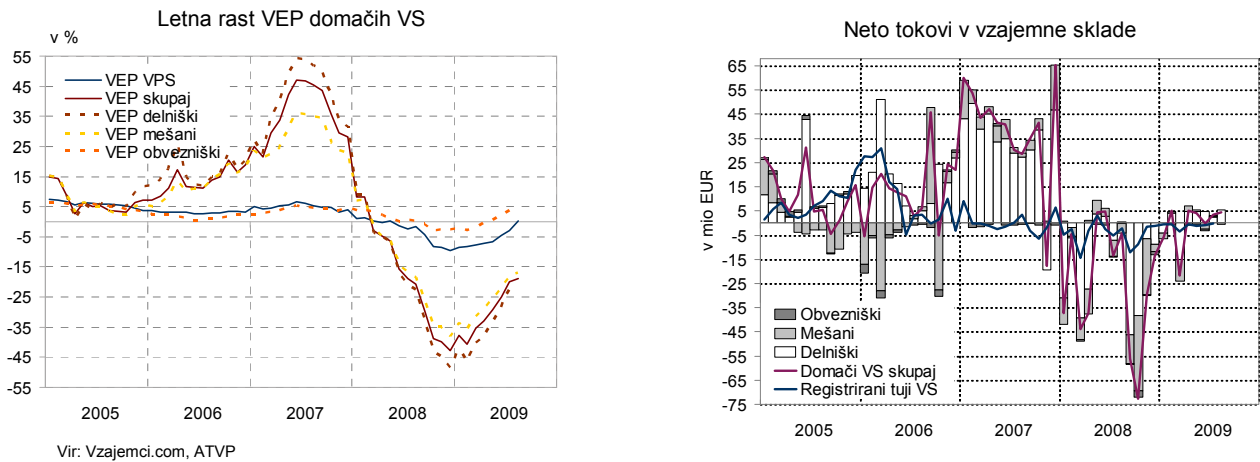 Letna rast VEP domačih VS
v %
55
45
35
25
15
5
-5
-15
-25
-35
-45
-55
VEP VPS
VEP skupaj
VEP delniški
VEP mešani
VEP obvezniški
2005
2006
2007
2008
2009
Vir: Vzajemci.com, ATVP
Neto tokovi v vzajemne sklade
v mio EUR
65
55
45
35
25
15
5
-5
-15
-25
-35
-45
-55
-65
-75
Obvezniški
Mešani
Delniški
Domači VS skupaj
Registrirani tuji VS
2005
2006
2007
2008
2009